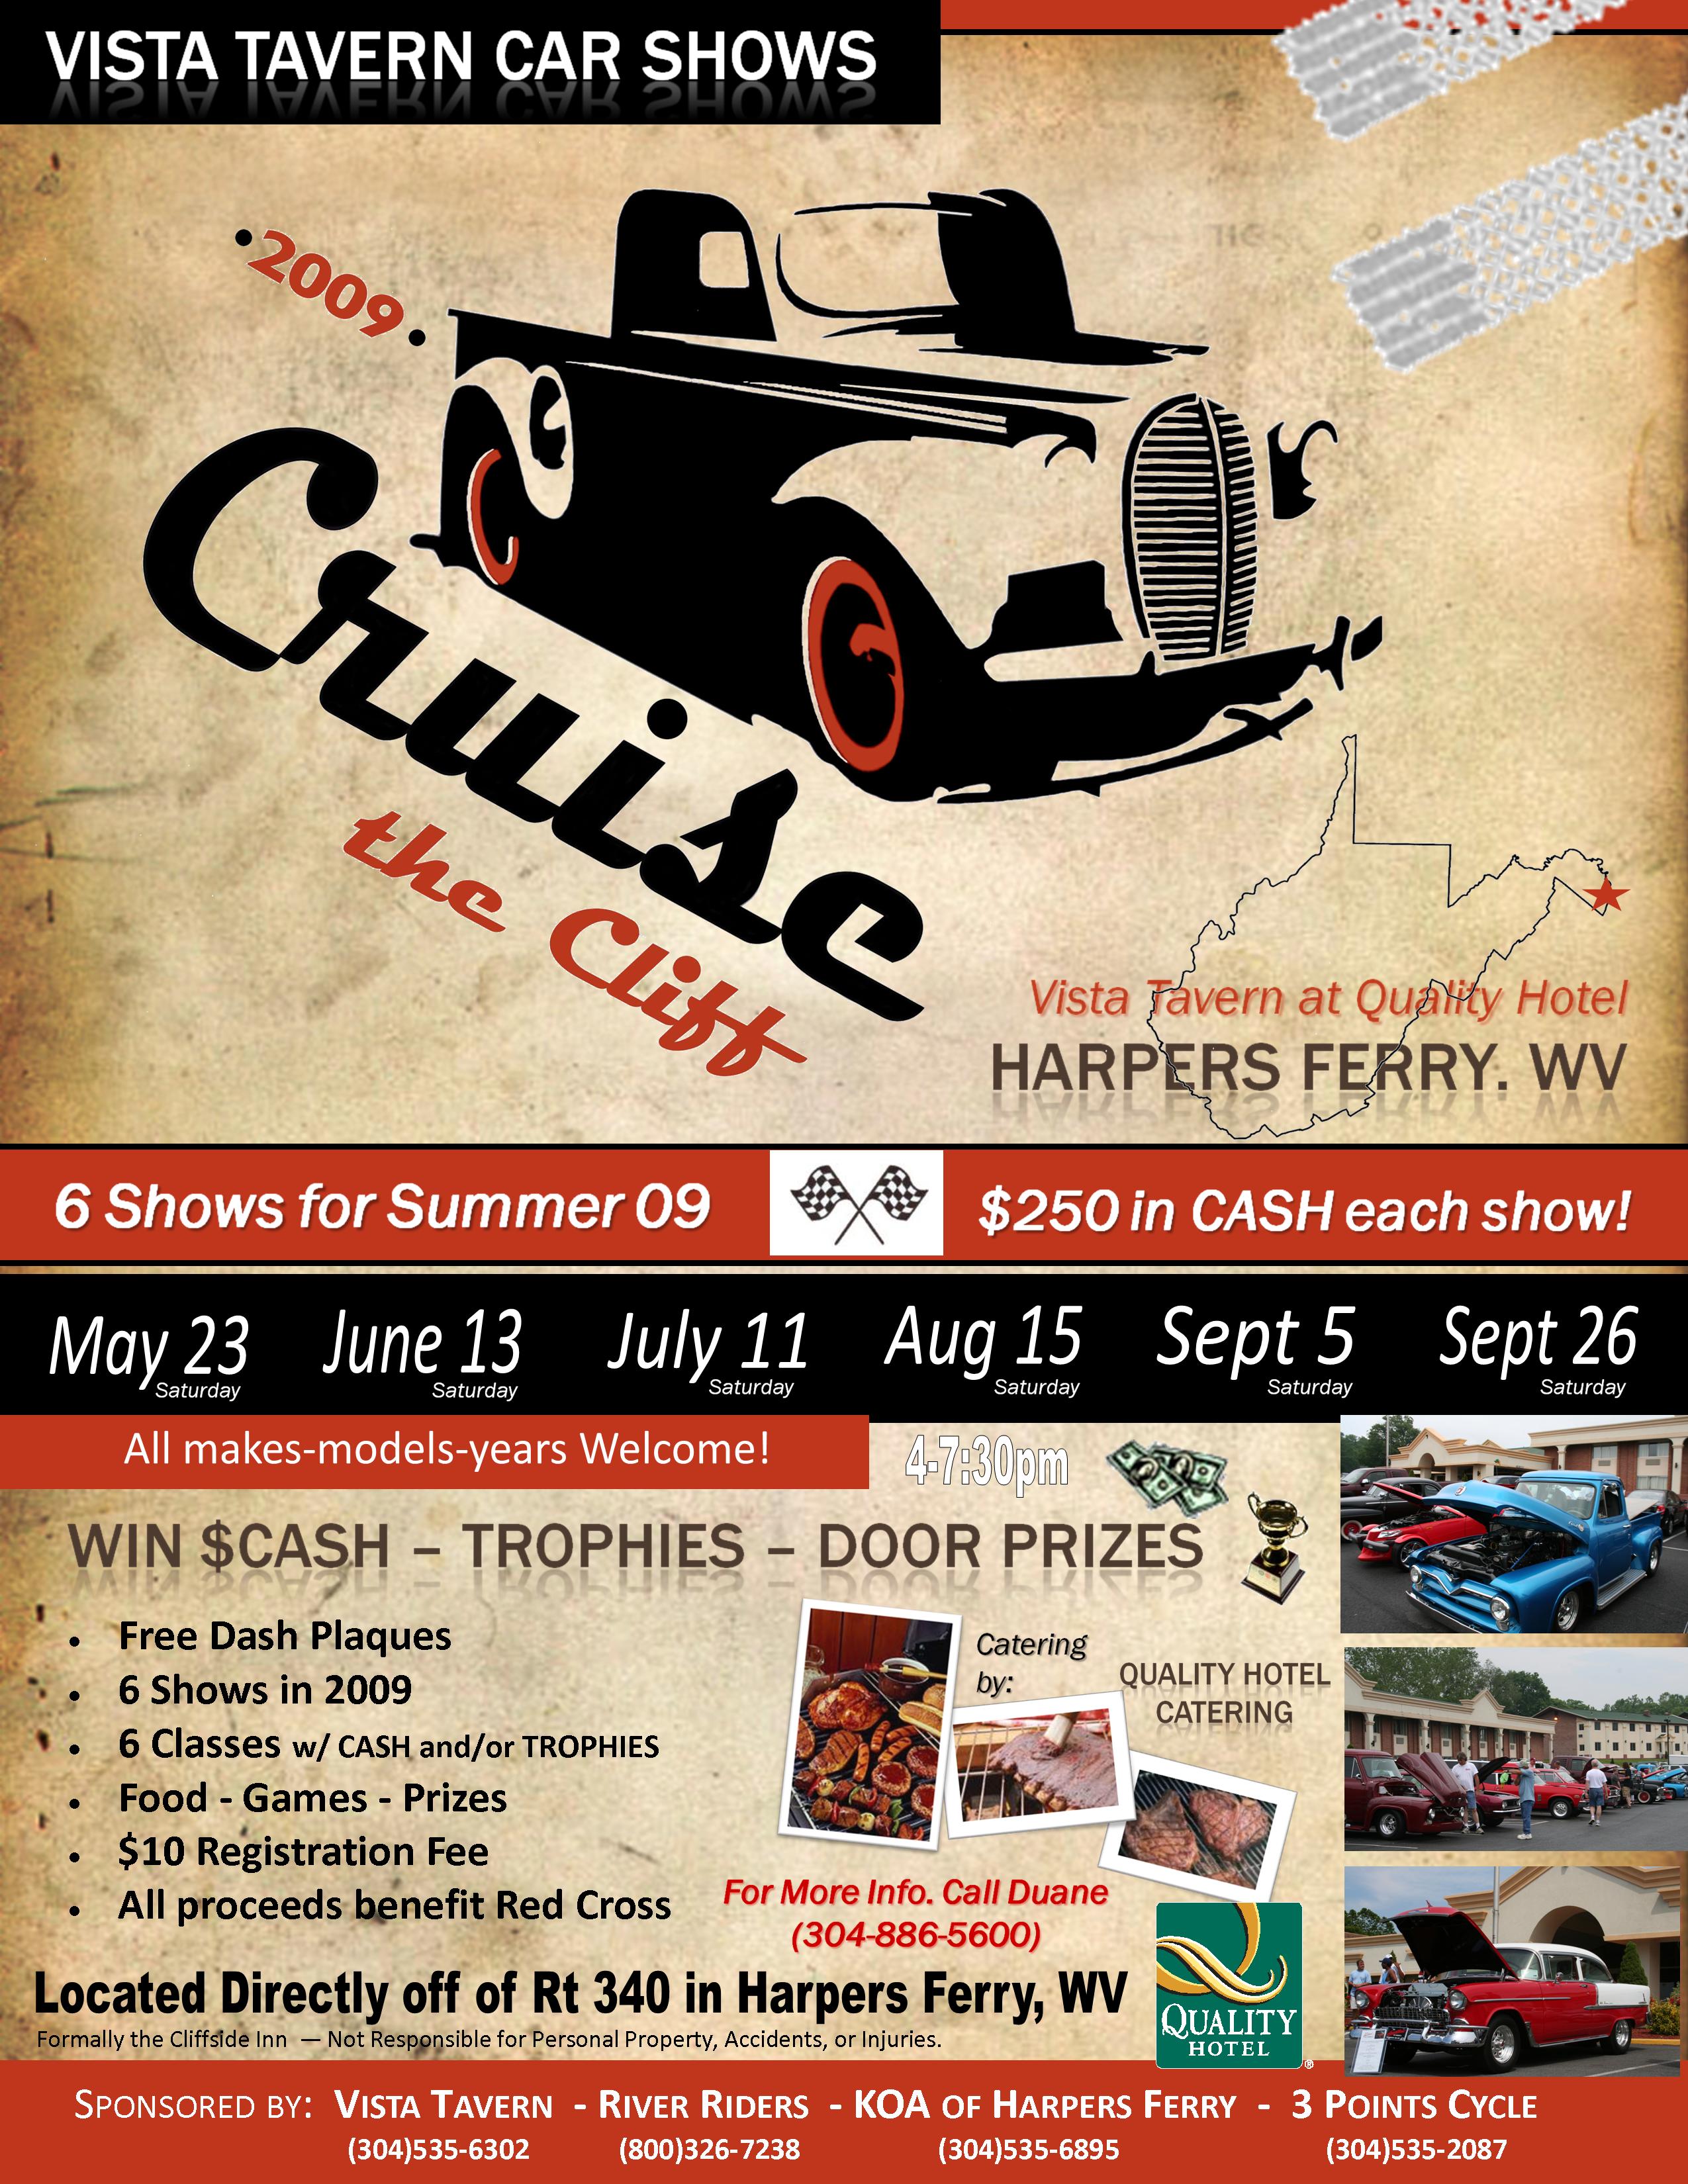 VISTA TAVERN CAR SHOWS
•2009•
Cruise
the Cliff
Vista Tavern at Quality Hotel
HARPERS FERRY. WV
6 Shows for Summer 09
$250 in CASH each show!
May 23 June 13 July 11 Aug 15 Sept 5 Sept 26
Saturday Saturday Saturday Saturday Saturday Saturday
All makes-models-years Welcome!
4-7:30pm
WIN $CASH – TROPHIES – DOOR PRIZES
• Free Dash Plaques
• 6 Shows in 2009
• 6 Classes w/ CASH and/or TROPHIES
• Food - Games - Prizes
• $10 Registration Fee
• All proceeds benefit Red Cross
Catering
by:
QUALITY HOTEL
CATERING
For More Info. Call Duane
(304-886-5600)
Located Directly off of Rt 340 in Harpers Ferry, WV
Formally the Cliffside Inn — Not Responsible for Personal Property, Accidents, or Injuries.
QUALITY
HOTEL
®
SPONSORED BY: VISTA TAVERN - RIVER RIDERS - KOA OF HARPERS FERRY - 3 POINTS CYCLE
(304)535-6302 (800)326-7238 (304)535-6895 (304)535-2087